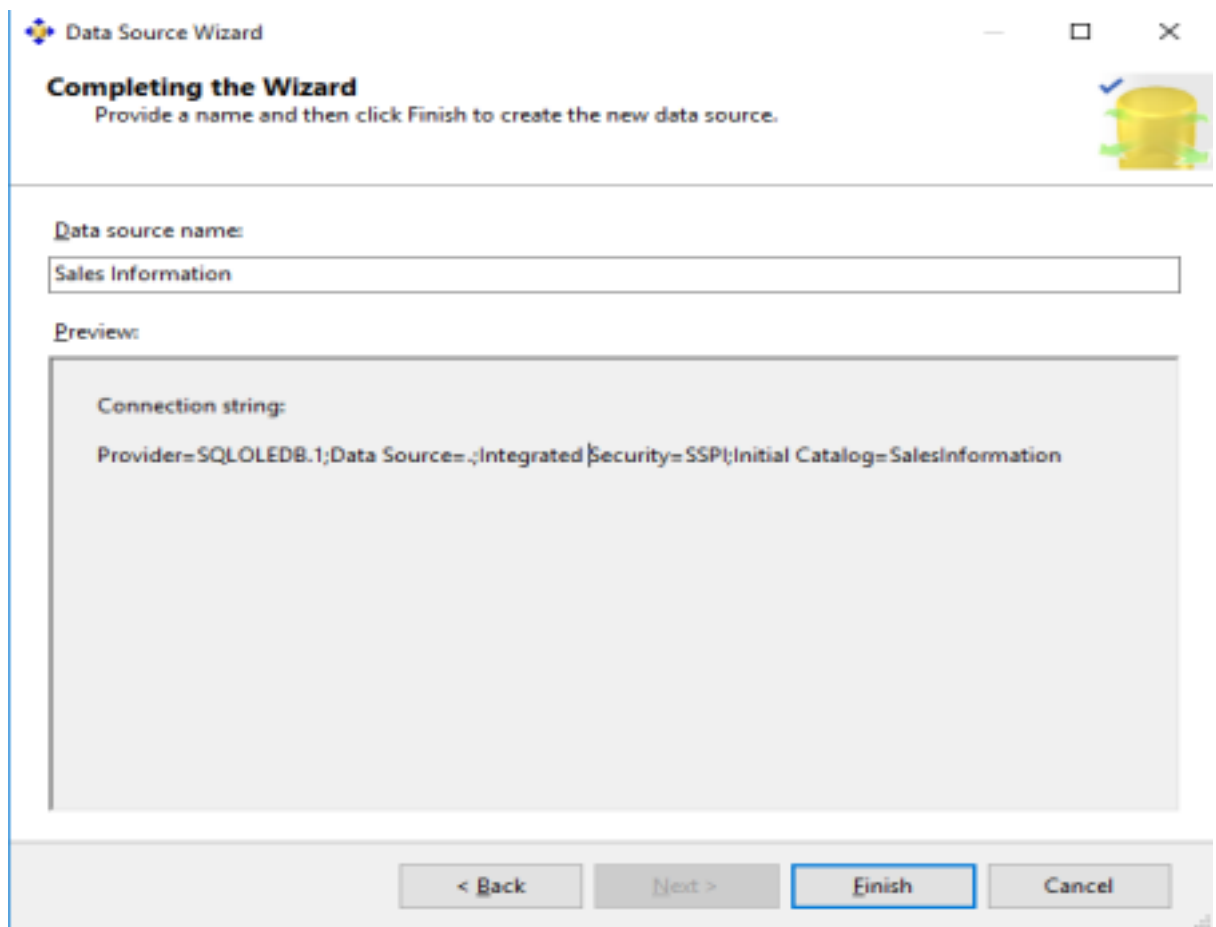 Data Source Wizard
Completing the Wizard
Provide a name and then click Finish to create the new data source.
Data source name:
Sales Information
Preview:
Connection string:
Provider=SQLOLEDB.1;Data Source=.;Integrated Security=SSPI;Initial Catalog=SalesInformation
< Back Next > Finish Cancel